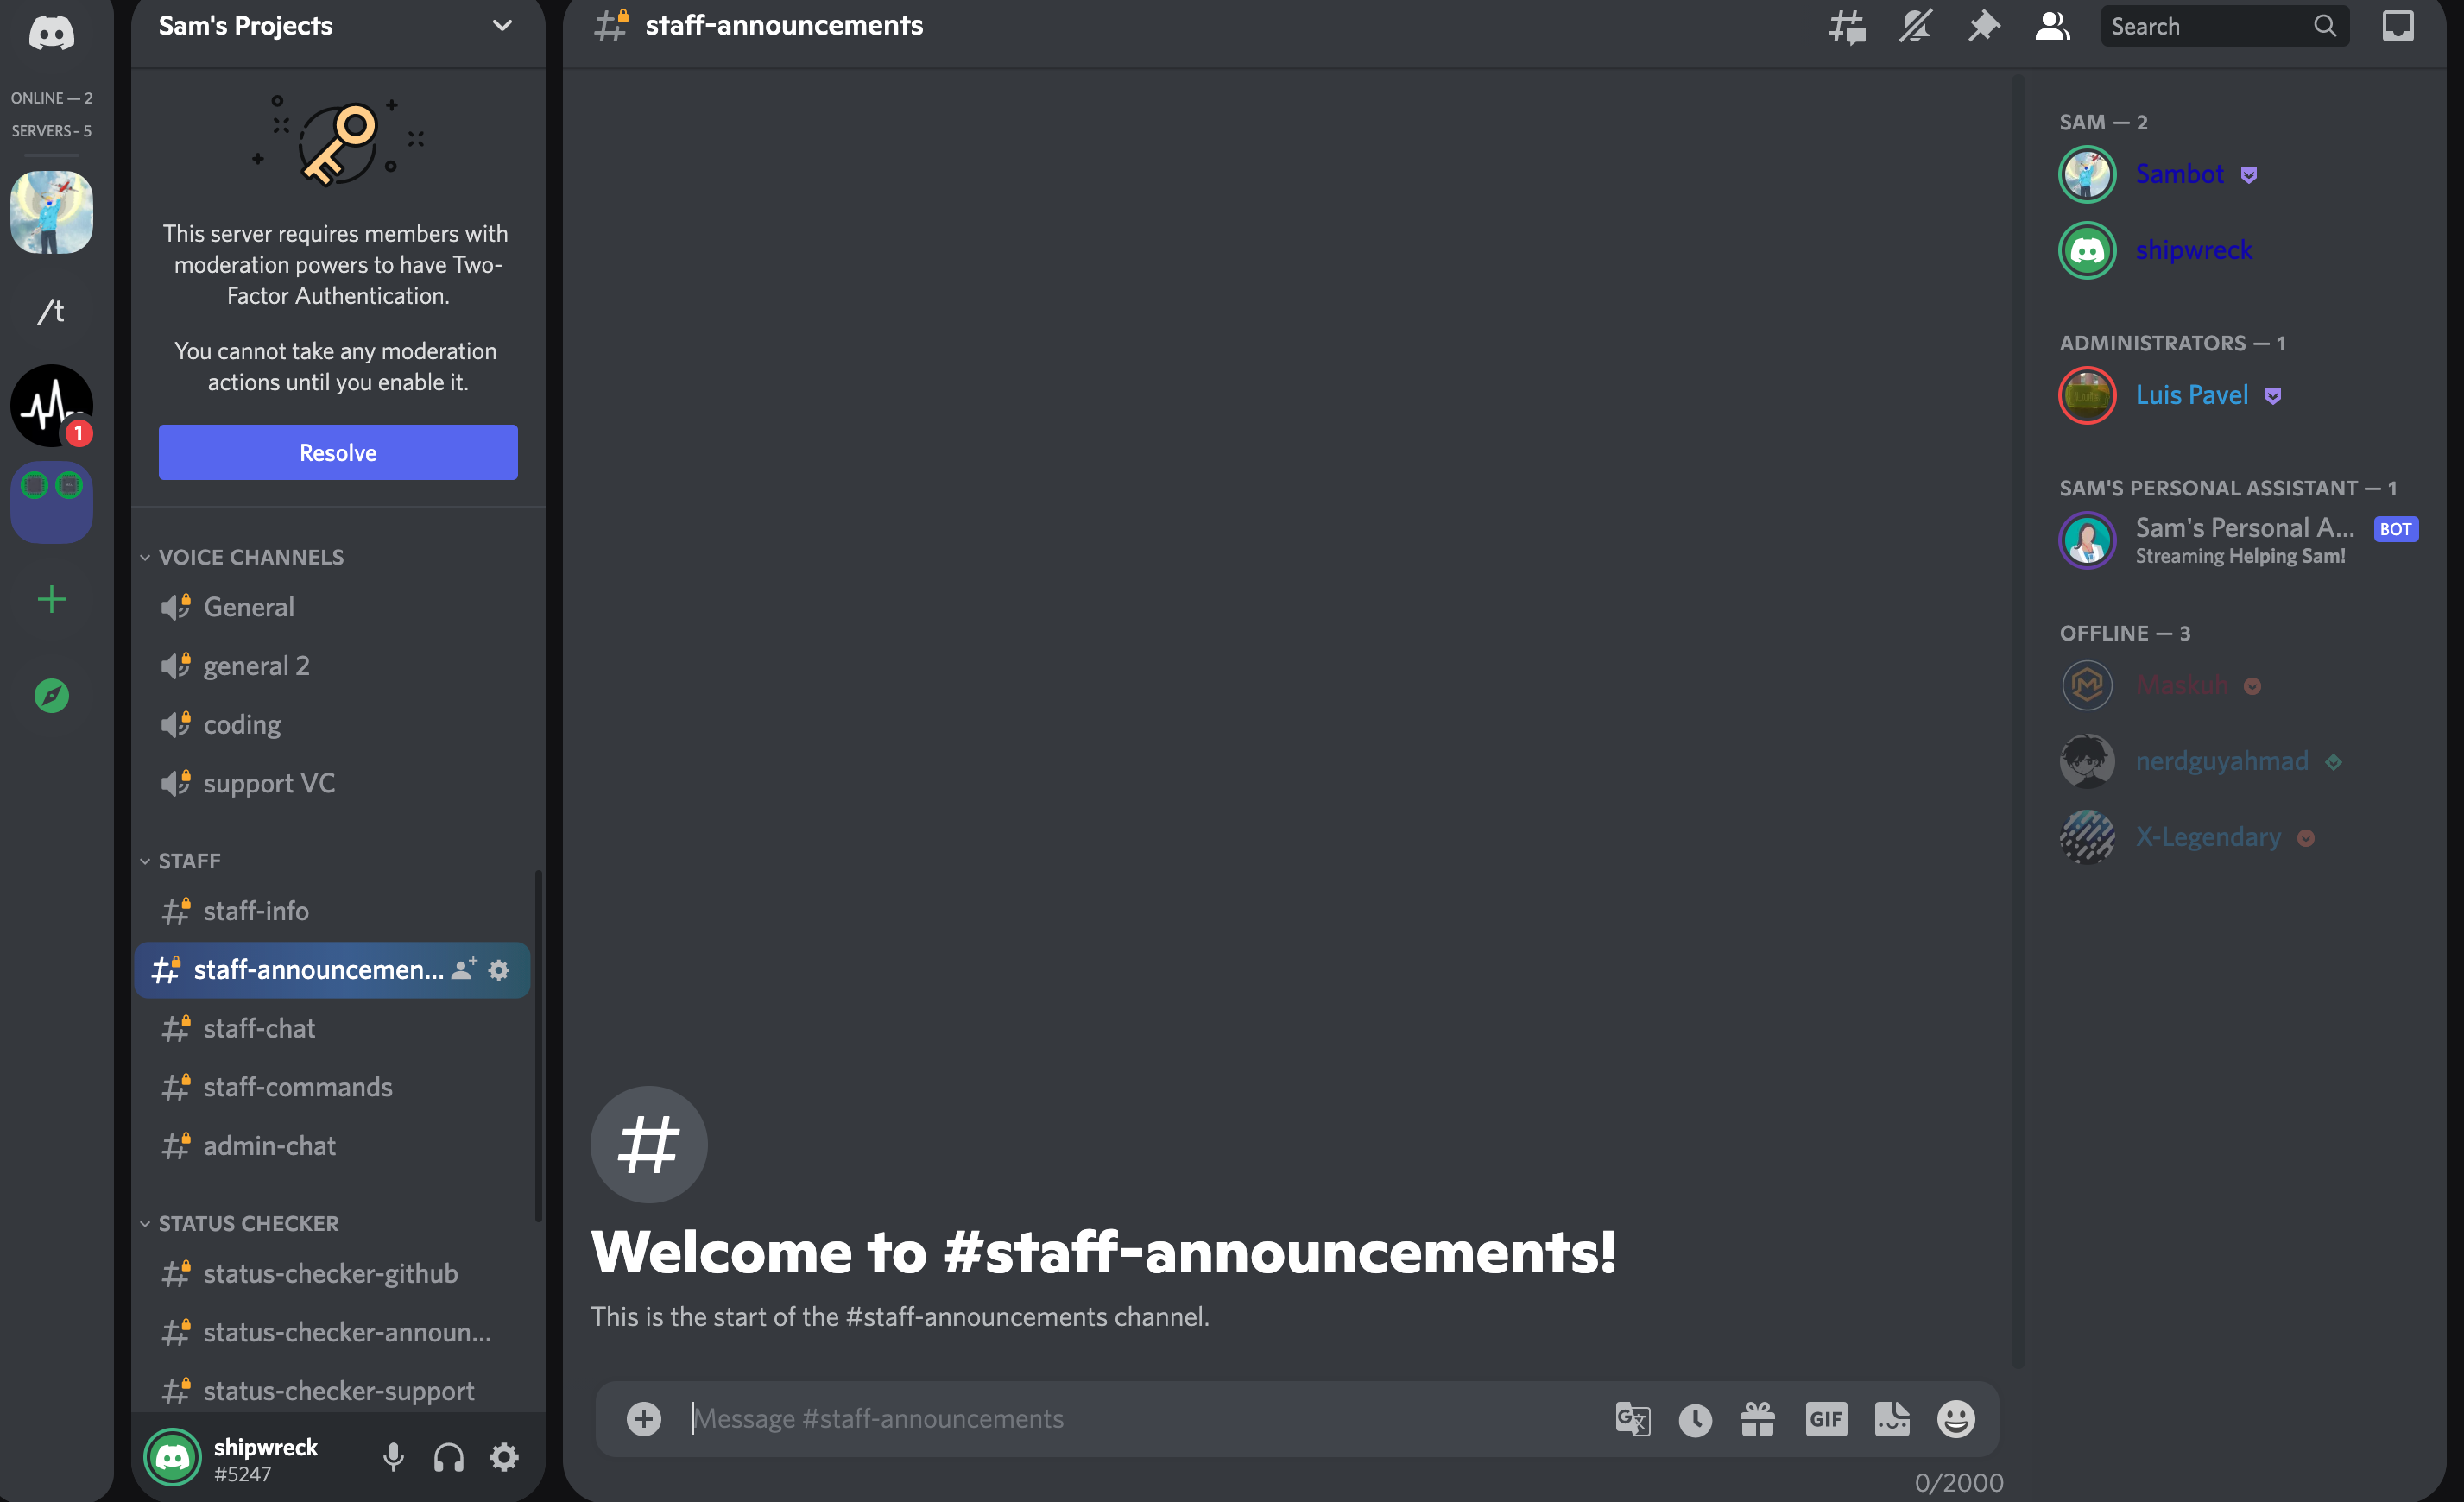 ONLINE — 2
SERVERS - 5
/t
1
Sam's Projects
This server requires members with
moderation powers to have Two-
Factor Authentication.
You cannot take any moderation
actions until you enable it.
Resolve
VOICE CHANNELS
General
general 2
coding
support VC
STAFF
staff-info
staff-announcemen...
staff-chat
staff-commands
admin-chat
STATUS CHECKER
status-checker-github
status-checker-announ...
status-checker-support
shipwreck
#5247
staff-announcements
Search
Welcome to #staff-announcements!
This is the start of the #staff-announcements channel.
Message #staff-announcements
GIF
0/2000
SAM — 2
Sambot
shipwreck
ADMINISTRATORS — 1
Luis Pavel
SAM'S PERSONAL ASSISTANT — 1
Sam's Personal A... BOT
Streaming Helping Sam!
OFFLINE — 3
Maskuh
nerdguyahmad
X-Legendary